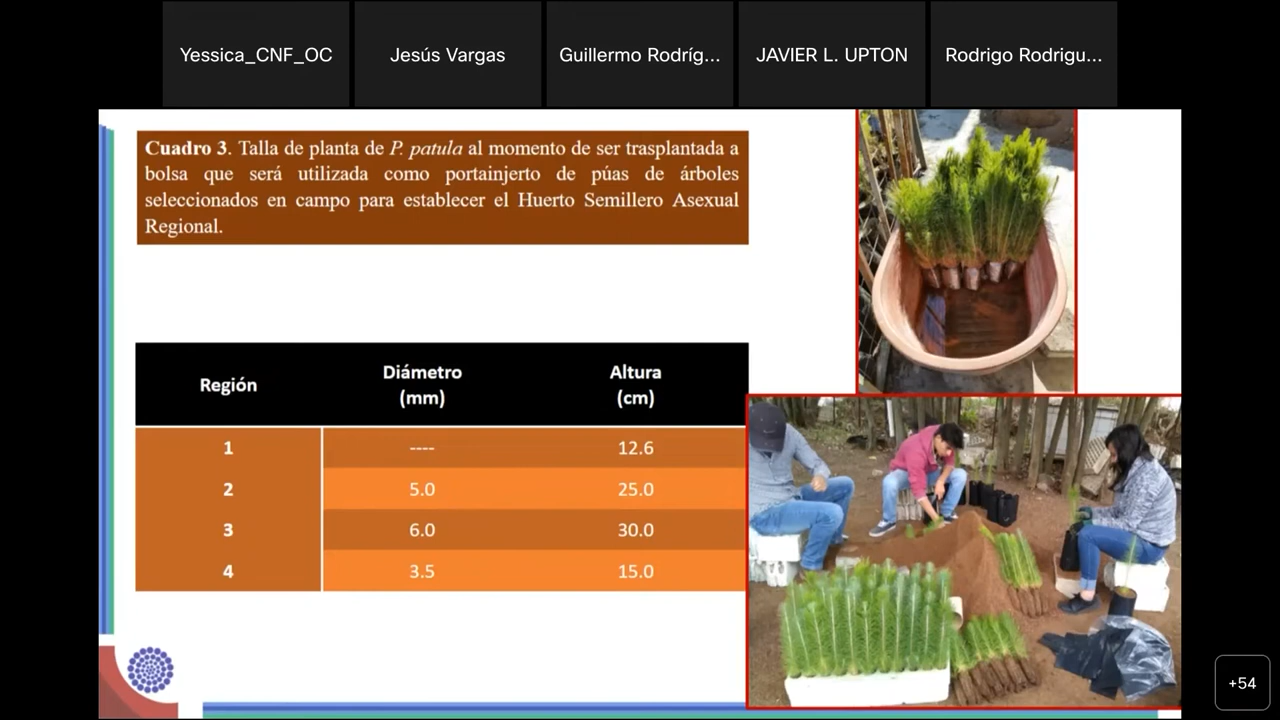 Yessica_CNF_OC
Jesús Vargas
Guillermo Rodríg...
JAVIER L. UPTON
Rodrigo Rodrigu...
Cuadro 3. Talla de planta de P. patula al momento de ser trasplantada a
bolsa que será utilizada como portainjerto de púas de árboles
seleccionados en campo para establecer el Huerto Semillero Asexual
Regional.
Región Diámetro (mm) Altura (cm)
1 ---- 12.6
2 5.0 25.0
3 6.0 30.0
4 3.5 15.0
+54